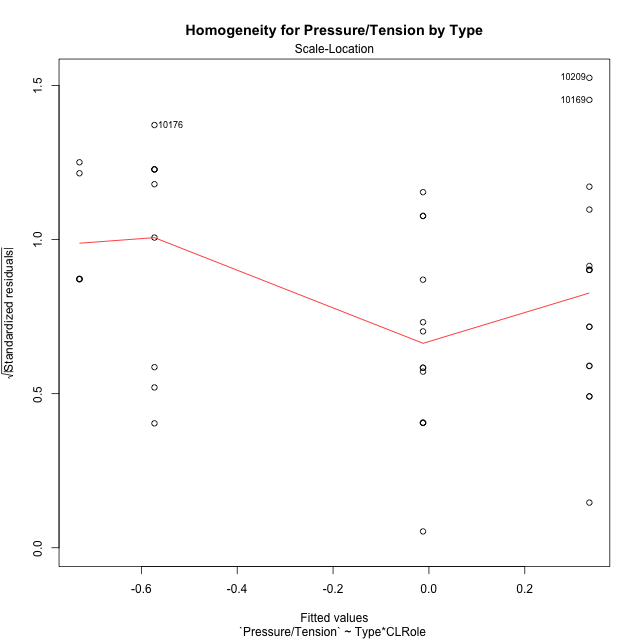 Homogeneity for Pressure/Tension by Type
Scale-Location
10209
10169
10176
1.5
1.0
0.5
0.0
√|Standardized residuals|
-0.6 -0.4 -0.2 0.0 0.2
Fitted values
`Pressure/Tension` ~ Type*CLRole